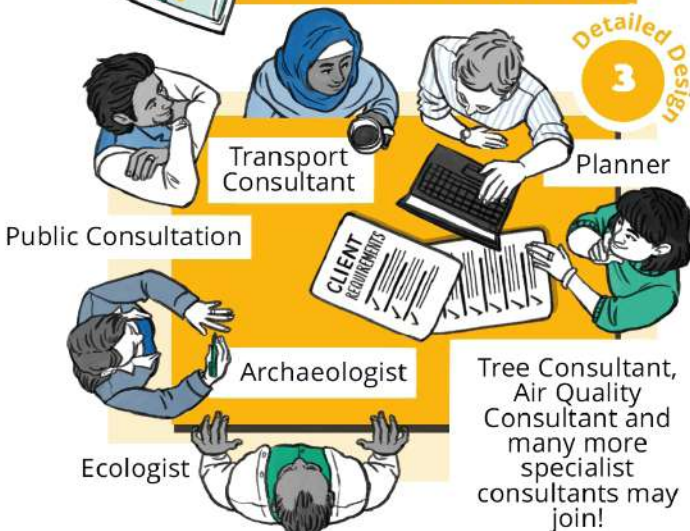 Detailed Design
3
Transport
Consultant
Planner
Public Consultation
CLIENT
REQUIREMENTS
Archaeologist
Tree Consultant,
Air Quality
Consultant and
many more
specialist
consultants may
join!
Ecologist